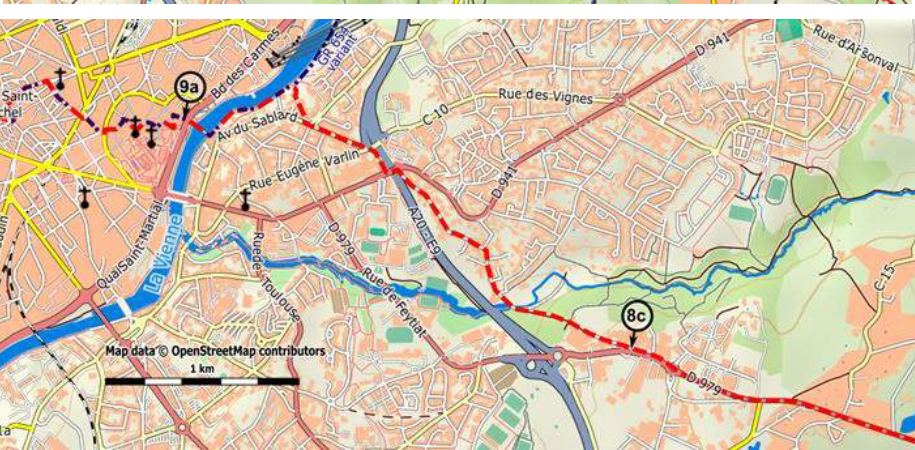 GR 654
variant
Bd des Carmes
9a
Saint-
chel
Av du Sablard
C-10
Rue des Vignes
D 941
Rue d'Arsonval
Rue Eugène Varlin
D 941
Quai Saint-Martial
La Vienne
Rue de Toulouse
D 979
Rue de Feytiat
A20 - E9
C-15
8c
D 979
Map data © OpenStreetMap contributors
1 km